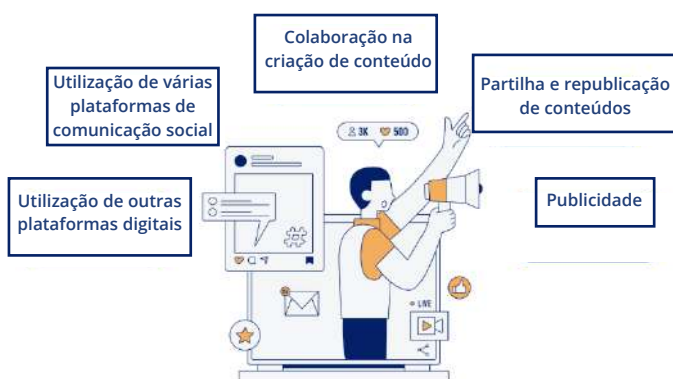 Colaboração na
criação de conteúdo
Utilização de várias
plataformas de
comunicação social
Partilha e republicação
de conteúdos
3K 500
Utilização de outras
plataformas digitais
Publicidade
LIVE